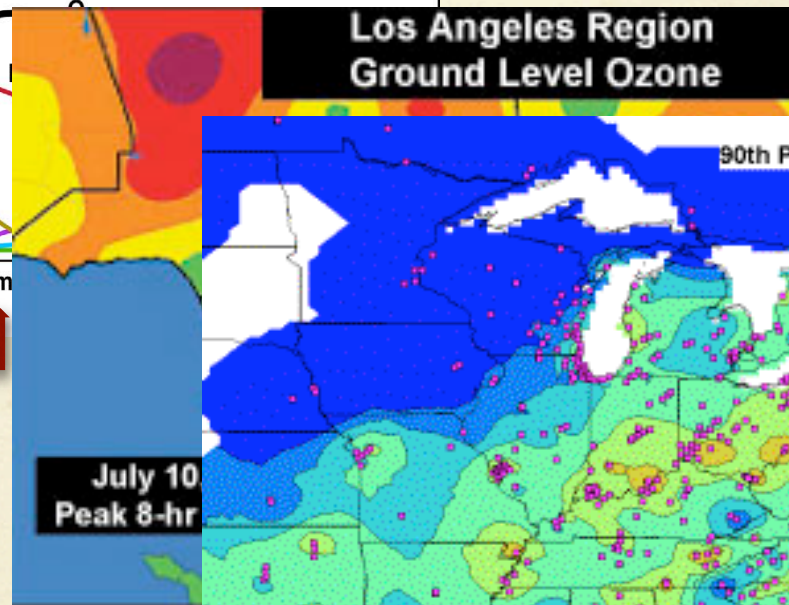 Los Angeles Region
Ground Level Ozone
90th P
July 10
Peak 8-hr
m